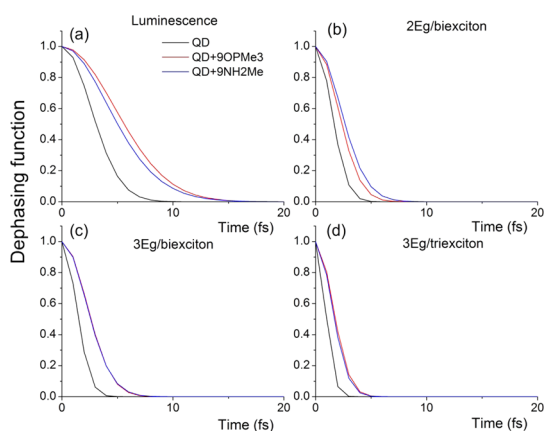 Luminescence
2Eg/biexciton
(a)
(b)
QD
QD+9OPMe3
QD+9NH2Me
1.0
0.8
0.6
0.4
0.2
0.0
0
10
20
Time (fs)
1.0
0.8
0.6
0.4
0.2
0.0
0
10
20
Time (fs)
Dephasing function
3Eg/biexciton
3Eg/triexciton
(c)
(d)
1.0
0.8
0.6
0.4
0.2
0.0
0
10
20
Time (fs)
1.0
0.8
0.6
0.4
0.2
0.0
0
10
20
Time (fs)